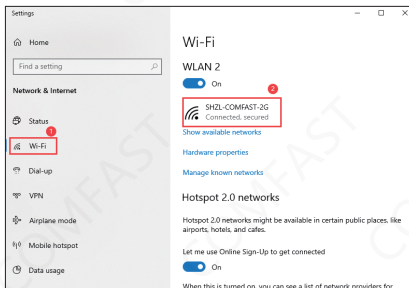 Settings
Home
Find a setting
Network & Internet
Status
1
Wi-Fi
Dial-up
VPN
Airplane mode
Mobile hotspot
Data usage
Wi-Fi
WLAN 2
On
2
SHZL-COMFAST-2G
Connected, secured
Show available networks
Hardware properties
Manage known networks
Hotspot 2.0 networks
Hotspot 2.0 networks might be available in certain public places, like
airports, hotels, and cafes.
Let me use Online Sign-Up to get connected
On
When this is turned on, you can see a list of network providers for
COMFAST
COMFAST